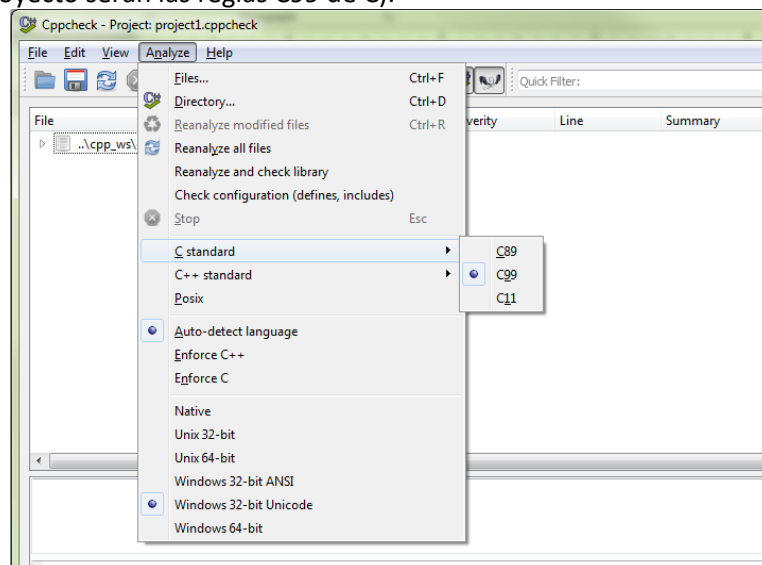 oyecto serán las reglas C99 de C).
Cppcheck - Project: project1.cppcheck
File Edit View Analyze Help
Quick Filter:
Files... Ctrl+F
Directory... Ctrl+D
Reanalyze modified files Ctrl+R
Reanalyze all files
Reanalyze and check library
Check configuration (defines, includes)
Stop Esc
C standard
C++ standard
Posix
Auto-detect language
Enforce C++
Enforce C
Native
Unix 32-bit
Unix 64-bit
Windows 32-bit ANSI
Windows 32-bit Unicode
Windows 64-bit
C89
C99
C11
File verity Line Summary
..\cpp_ws\